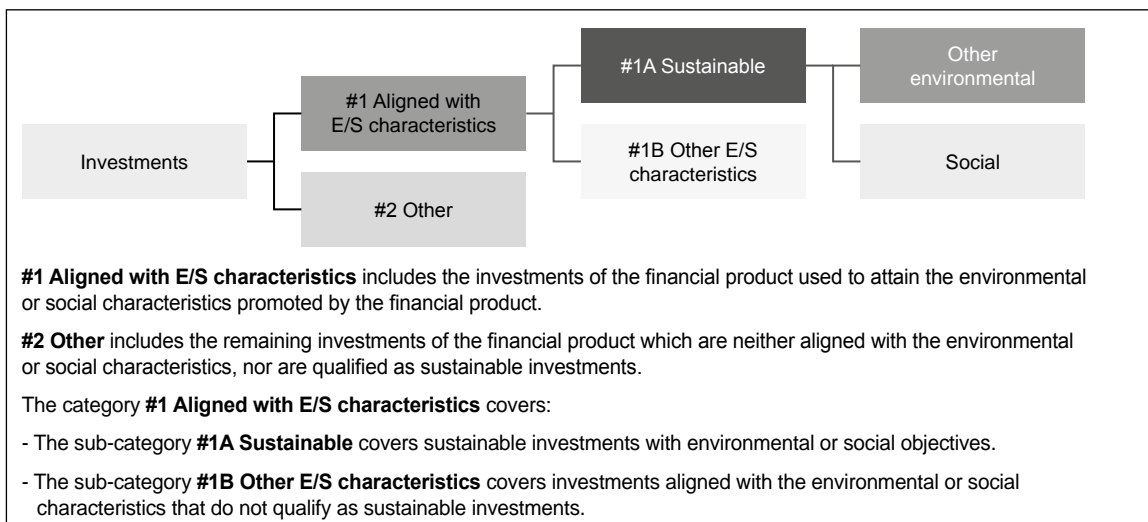 #1A Sustainable
Other
environmental
#1 Aligned with
E/S characteristics
Investments
#1B Other E/S
characteristics
Social
#2 Other
#1 Aligned with E/S characteristics includes the investments of the financial product used to attain the environmental
or social characteristics promoted by the financial product.
#2 Other includes the remaining investments of the financial product which are neither aligned with the environmental
or social characteristics, nor are qualified as sustainable investments.
The category #1 Aligned with E/S characteristics covers:
- The sub-category #1A Sustainable covers sustainable investments with environmental or social objectives.
- The sub-category #1B Other E/S characteristics covers investments aligned with the environmental or social
characteristics that do not qualify as sustainable investments.